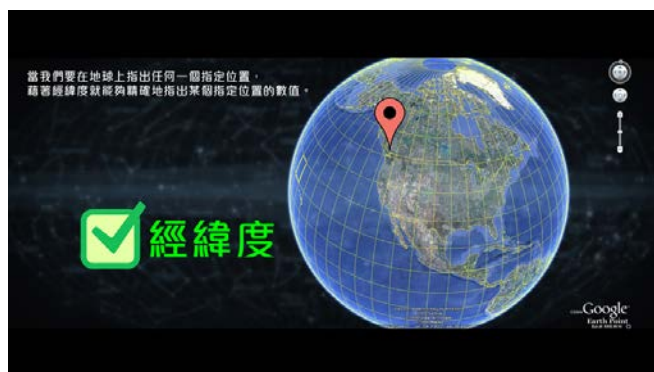 當我們要在地球上指出任何一個指定位置，
藉著經緯度就能夠精確地指出某個指定位置的數值。
經緯度
Google
Earth Point